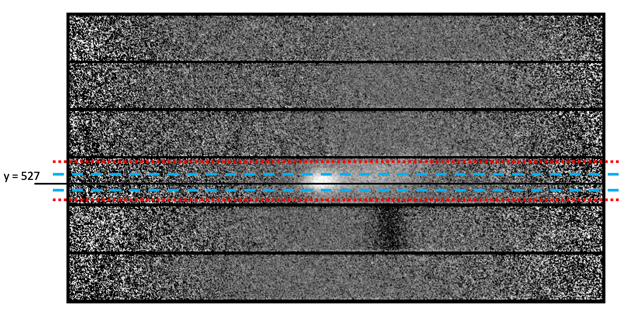 y = 527